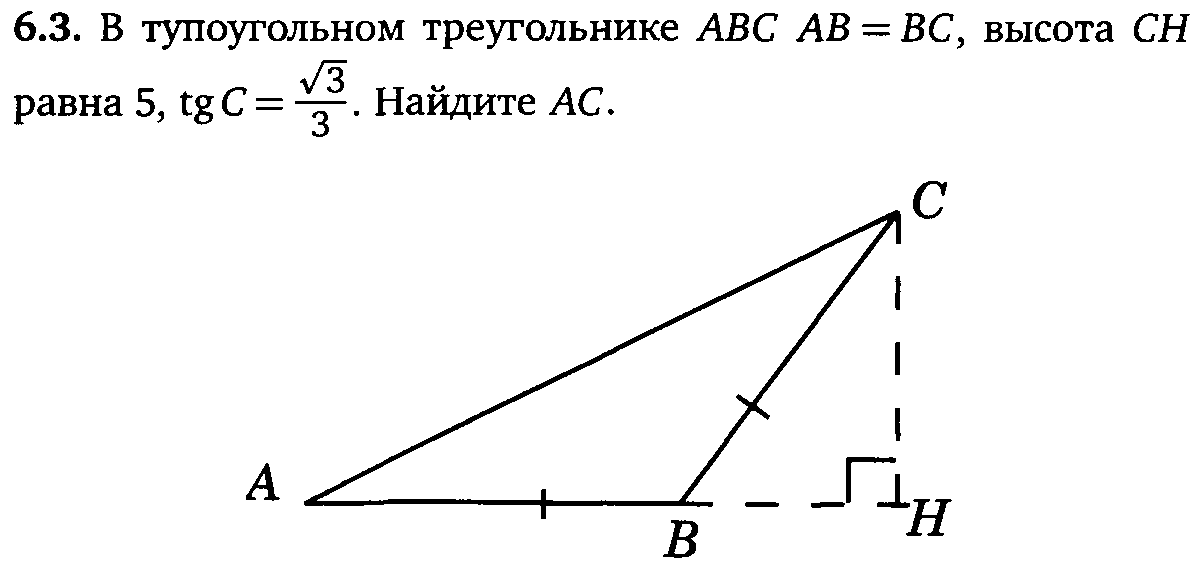 6.3. В тупоугольном треугольнике ABC AB = BC, высота CH
равна 5, tg C = √3/3. Найдите AC.
C
A
B
H